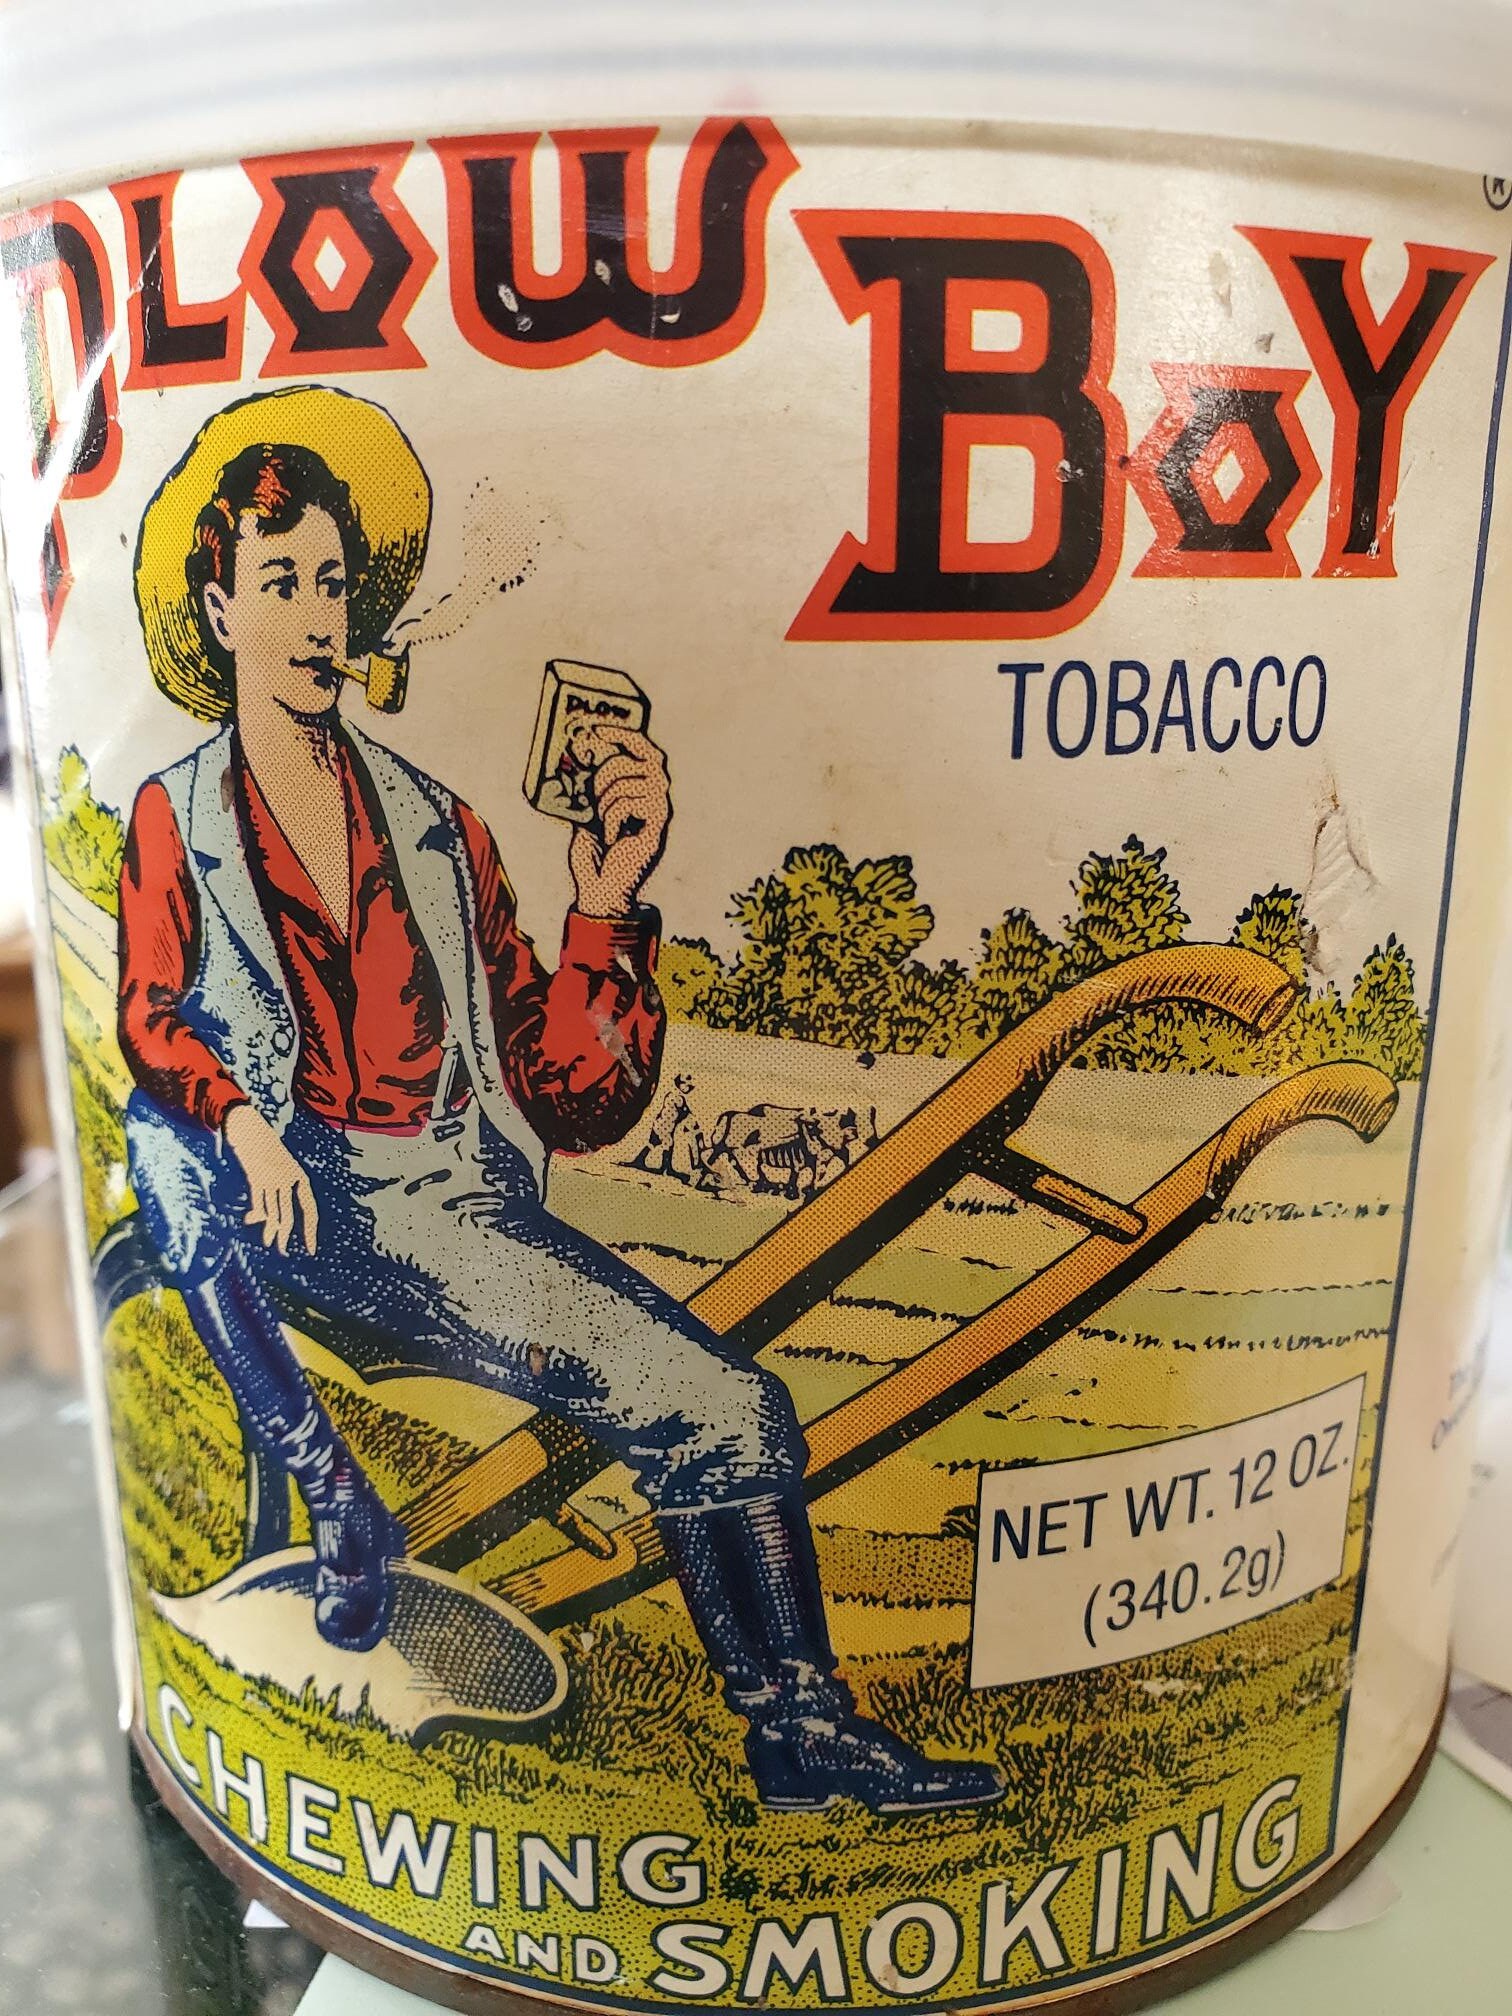 PLOW BOY
®
TOBACCO
PLOW
NET WT. 12 OZ.
(340.2g)
CHEWING
AND SMOKING